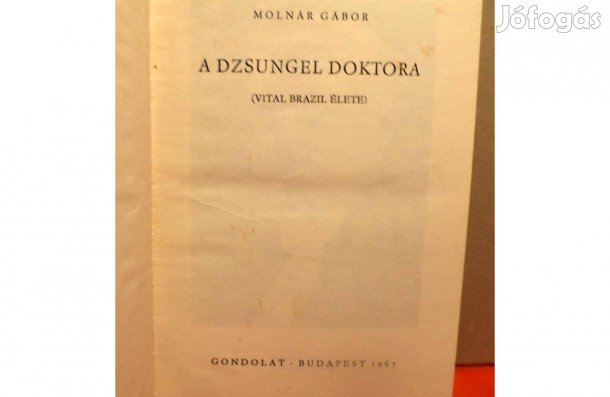 Jófogás
MOLNÁR GÁBOR
A DZSUNGEL DOKTORA
(VITAL BRAZIL ÉLETE)
GONDOLAT · BUDAPEST 1967